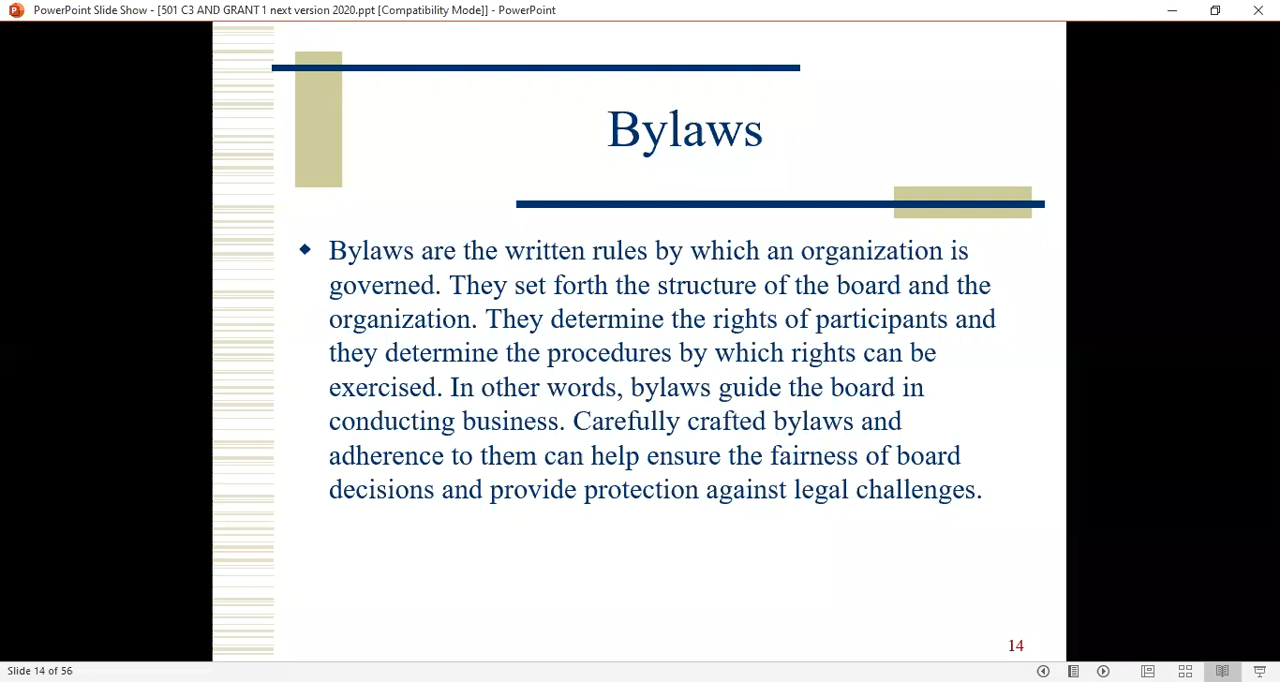 PowerPoint Slide Show - [501 C3 AND GRANT 1 next version 2020.ppt [Compatibility Mode]] - PowerPoint
Bylaws
Bylaws are the written rules by which an organization is
governed. They set forth the structure of the board and the
organization. They determine the rights of participants and
they determine the procedures by which rights can be
exercised. In other words, bylaws guide the board in
conducting business. Carefully crafted bylaws and
adherence to them can help ensure the fairness of board
decisions and provide protection against legal challenges.
14
Slide 14 of 56